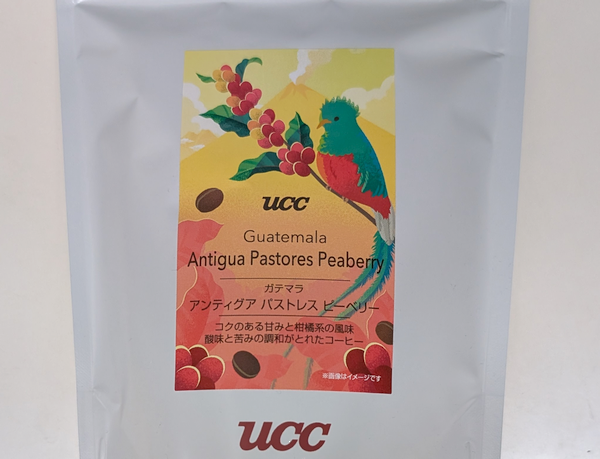 ucc
Guatemala
Antigua Pastores Peaberry
ガテマラ
アンティグア パストレス ピーベリー
コクのある甘みと柑橘系の風味
酸味と苦みの調和がとれたコーヒー
※画像はイメージです
ucc